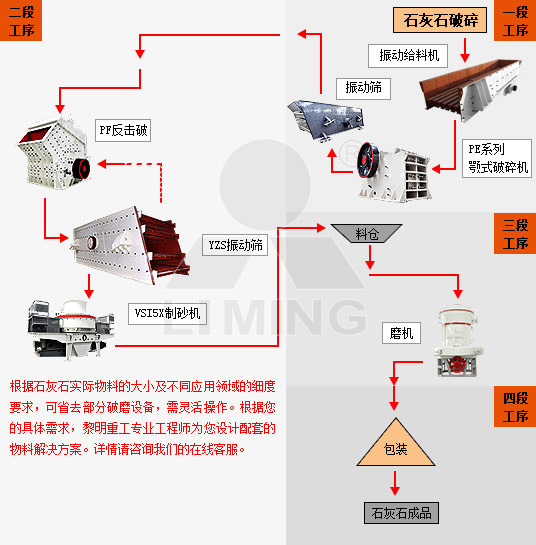 二段
工序
石灰石破碎
一段
工序
振动给料机
振动筛
PF反击破
PE系列
颚式破碎机
R
三段
工序
料仓
YZS振动筛
LIMING
VSI5X制砂机
磨机
根据石灰石实际物料的大小及不同应用领域的细度
要求，可省去部分破磨设备，需灵活操作。根据您
的具体需求，黎明重工专业工程师为您设计配套的
物料解决方案。详情请咨询我们的在线客服。
四段
工序
包装
石灰石成品